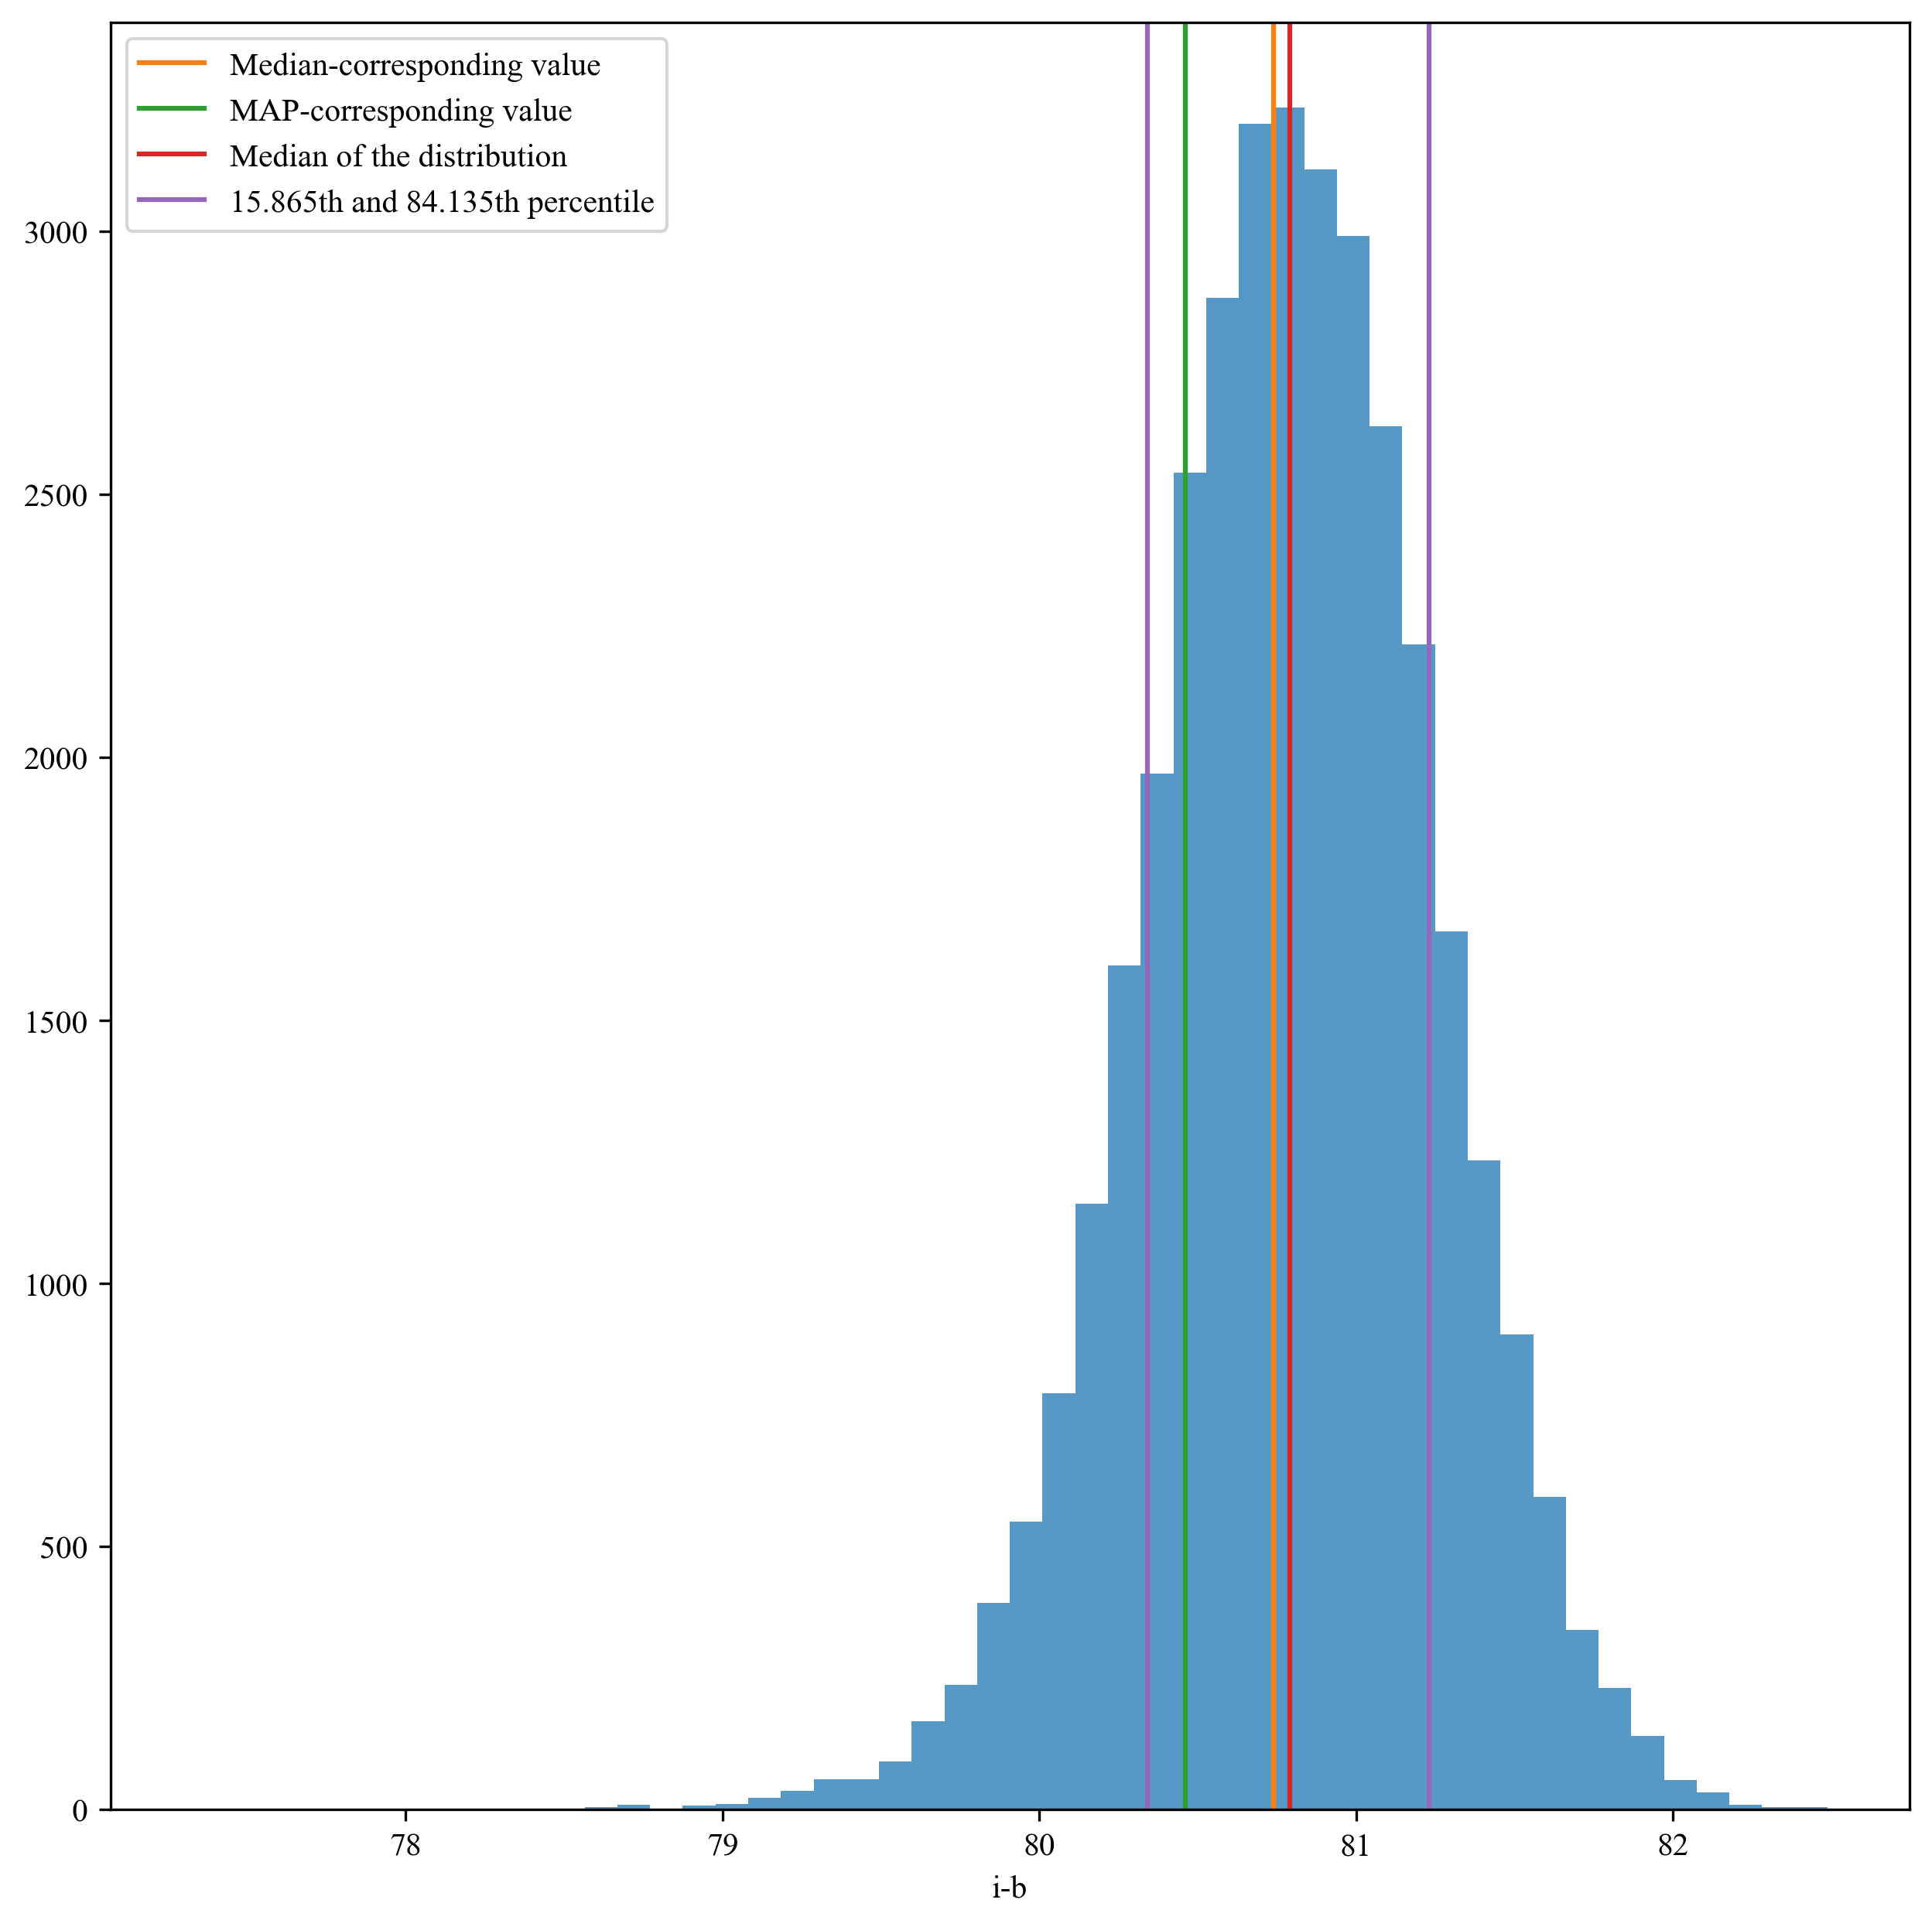 Median-corresponding value
MAP-corresponding value
Median of the distribution
15.865th and 84.135th percentile
3000
2500
2000
1500
1000
500
0
78 79 80 81 82
i-b